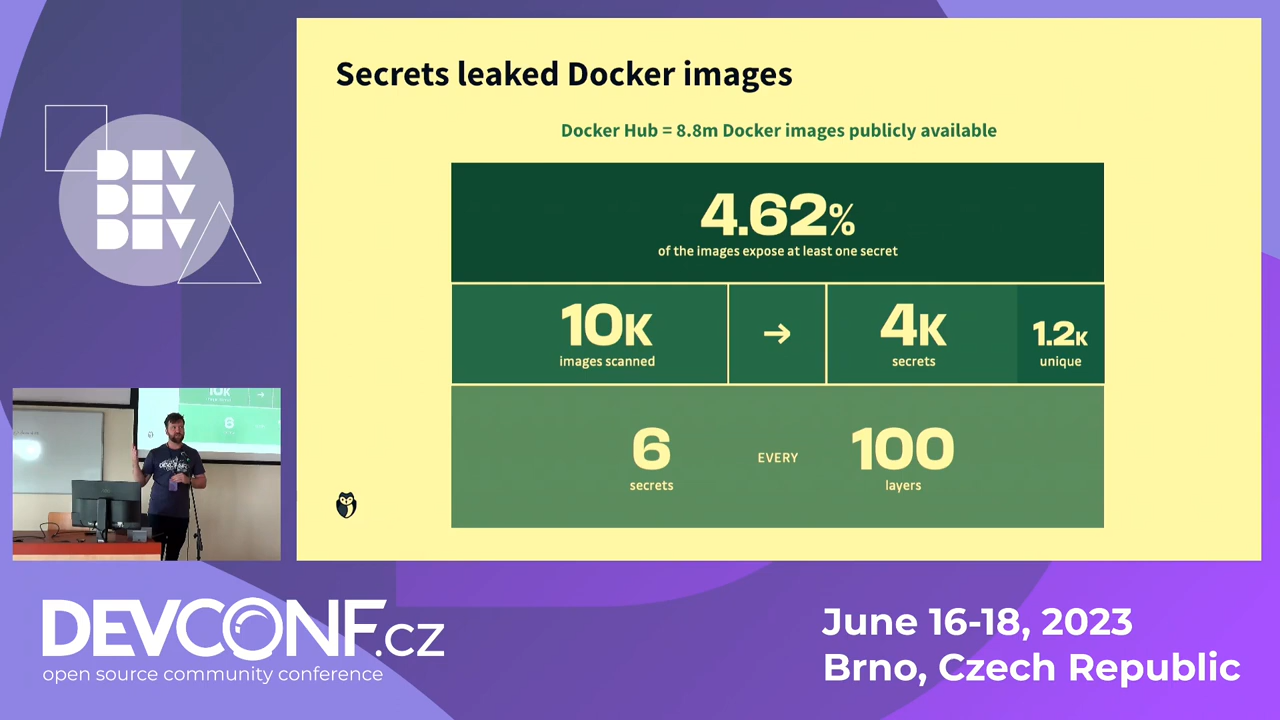 Secrets leaked Docker images
Docker Hub = 8.8m Docker images publicly available
4.62%
of the images expose at least one secret
10K
images scanned
→
4K
secrets
1.2K
unique
6
secrets
EVERY
100
layers
DEV
DEV
DEV
10K
6
DEVCONF.CZ
open source community conference
June 16-18, 2023
Brno, Czech Republic